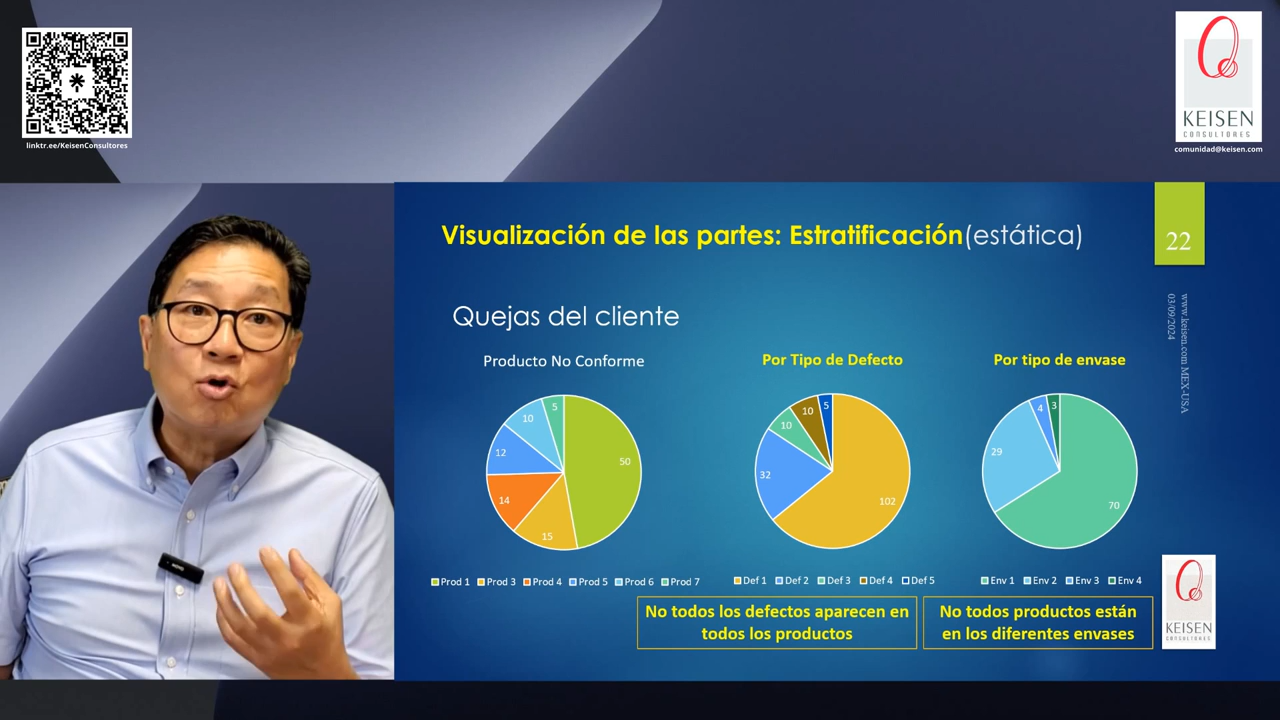 linktr.ee/KeisenConsultores
KEISEN
CONSULTORES
comunidad@keisen.com
Visualización de las partes: Estratificación(estática)
22
www.keisen.com MEX-USA
03/09/2024
Quejas del cliente
Producto No Conforme
50
15
14
12
10
5
Prod 1 Prod 3 Prod 4 Prod 5 Prod 6 Prod 7
Por Tipo de Defecto
102
32
10
10
5
Def 1 Def 2 Def 3 Def 4 Def 5
Por tipo de envase
70
29
4
3
Env 1 Env 2 Env 3 Env 4
No todos los defectos aparecen en
todos los productos
No todos productos están
en los diferentes envases
KEISEN
CONSULTORES